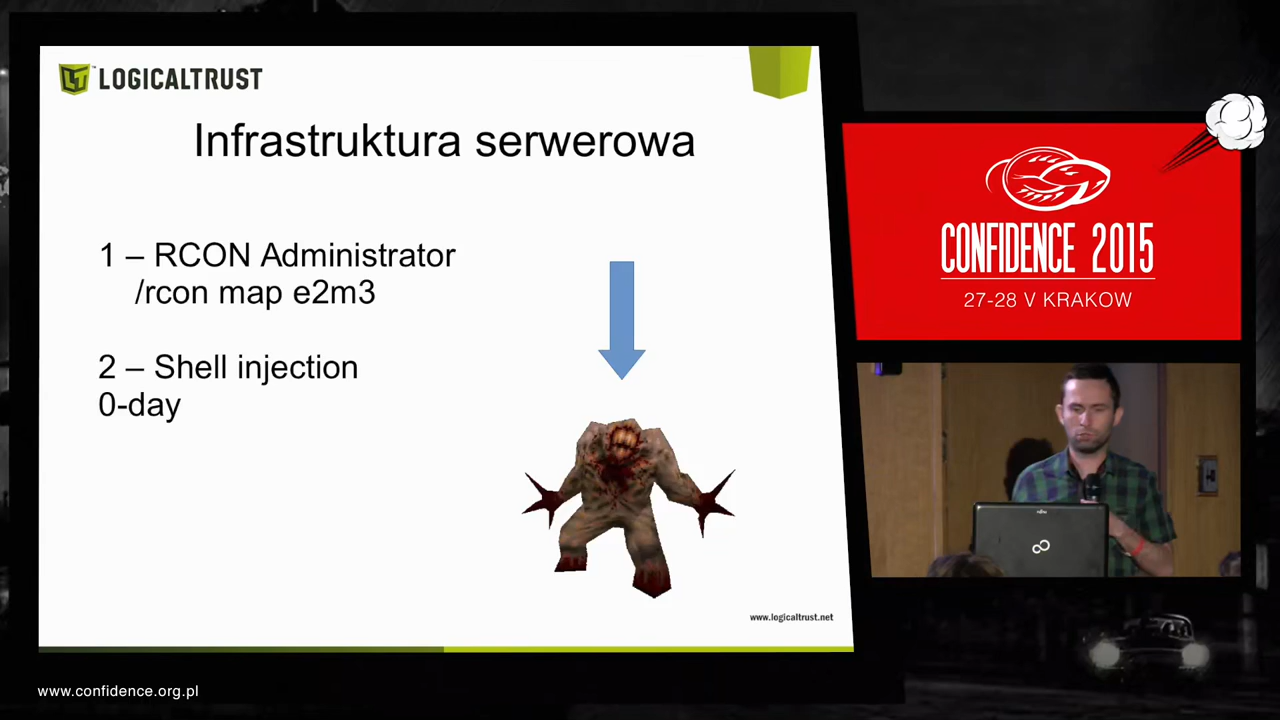 LOGICALTRUST
Infrastruktura serwerowa
1 – RCON Administrator
/rcon map e2m3
2 – Shell injection
0-day
www.logicaltrust.net
CONFIDENCE 2015
27-28 V KRAKOW
www.confidence.org.pl